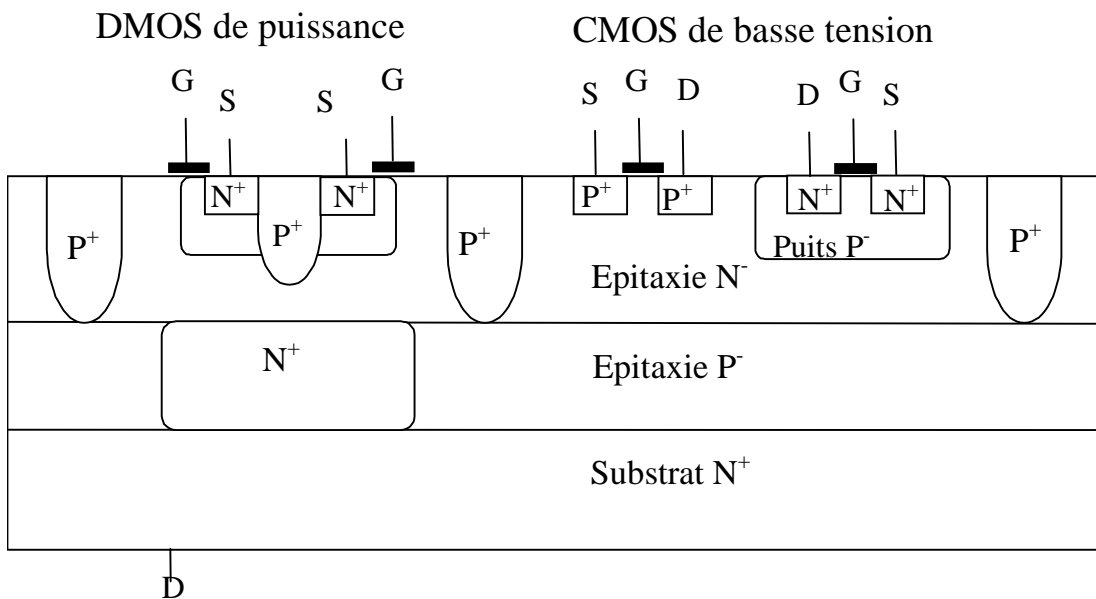 DMOS de puissance
CMOS de basse tension
G S S G
S G D D G S
N⁺ N⁺ P⁺ P⁺ N⁺ N⁺
P⁺ P⁺ P⁺ P⁺
Puits P⁻
Epitaxie N⁻
N⁺
Epitaxie P⁻
Substrat N⁺
D